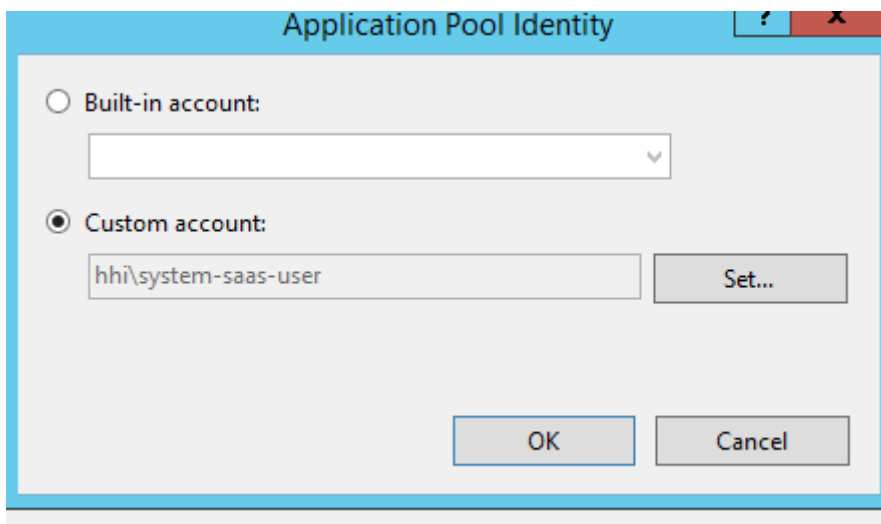 Application Pool Identity
? x
Built-in account:
Custom account:
hhi\system-saas-user
Set...
OK
Cancel